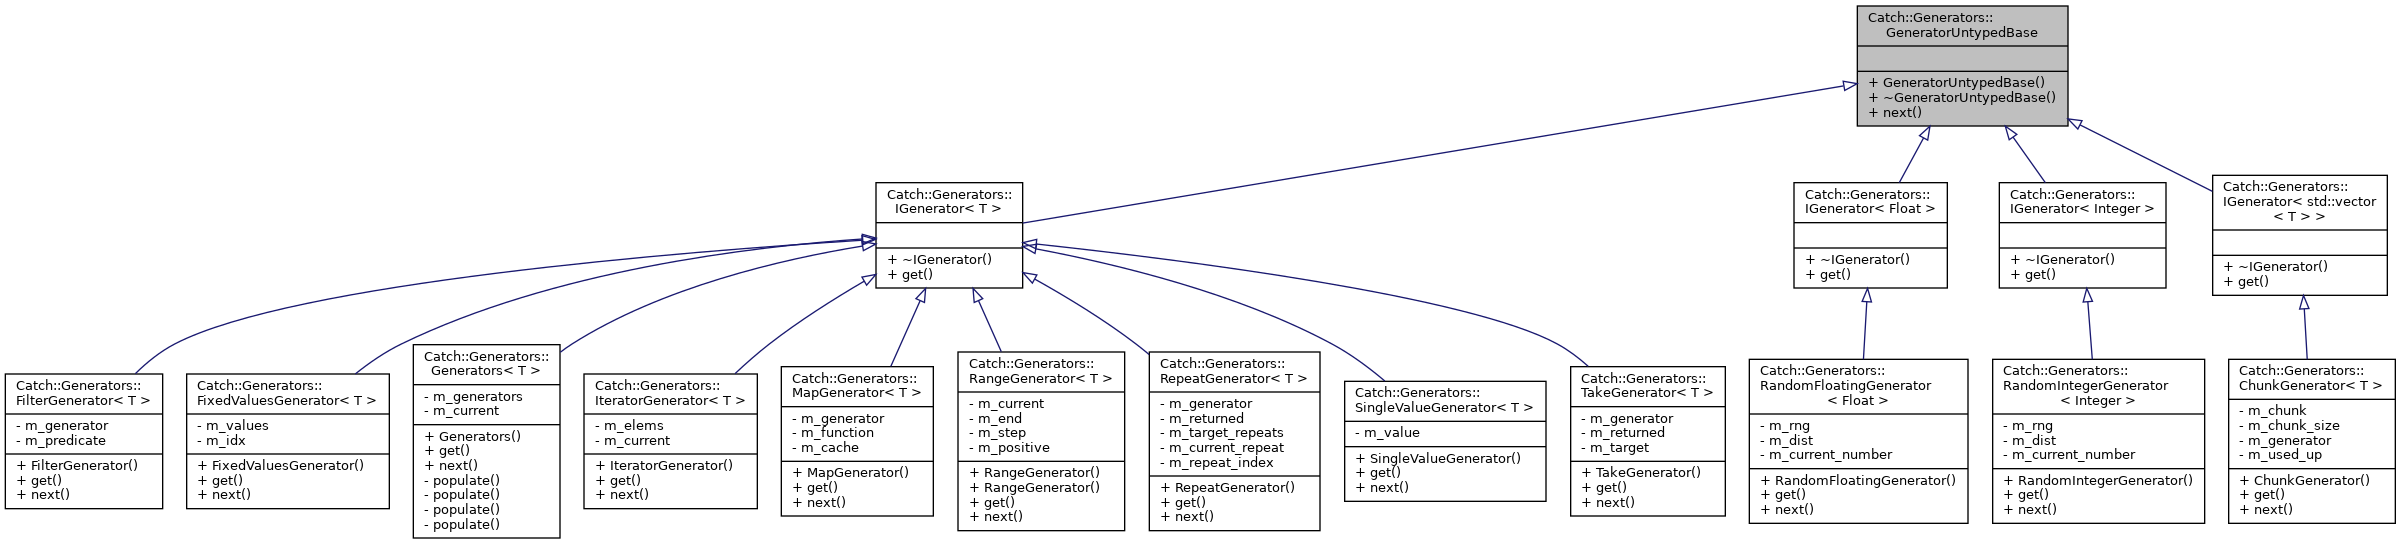 Catch::Generators::
GeneratorUntypedBase
+ GeneratorUntypedBase()
+ ~GeneratorUntypedBase()
+ next()
Catch::Generators::
IGenerator< T >
+ ~IGenerator()
+ get()
Catch::Generators::
IGenerator< Float >
+ ~IGenerator()
+ get()
Catch::Generators::
IGenerator< Integer >
+ ~IGenerator()
+ get()
Catch::Generators::
IGenerator< std::vector
< T > >
+ ~IGenerator()
+ get()
Catch::Generators::
FilterGenerator< T >
- m_generator
- m_predicate
+ FilterGenerator()
+ get()
+ next()
Catch::Generators::
FixedValuesGenerator< T >
- m_values
- m_idx
+ FixedValuesGenerator()
+ get()
+ next()
Catch::Generators::
Generators< T >
- m_generators
- m_current
+ Generators()
+ get()
+ next()
- populate()
- populate()
- populate()
- populate()
Catch::Generators::
IteratorGenerator< T >
- m_elems
- m_current
+ IteratorGenerator()
+ get()
+ next()
Catch::Generators::
MapGenerator< T >
- m_generator
- m_function
- m_cache
+ MapGenerator()
+ get()
+ next()
Catch::Generators::
RangeGenerator< T >
- m_current
- m_end
- m_step
- m_positive
+ RangeGenerator()
+ RangeGenerator()
+ get()
+ next()
Catch::Generators::
RepeatGenerator< T >
- m_generator
- m_returned
- m_target_repeats
- m_current_repeat
- m_repeat_index
+ RepeatGenerator()
+ get()
+ next()
Catch::Generators::
SingleValueGenerator< T >
- m_value
+ SingleValueGenerator()
+ get()
+ next()
Catch::Generators::
TakeGenerator< T >
- m_generator
- m_returned
- m_target
+ TakeGenerator()
+ get()
+ next()
Catch::Generators::
RandomFloatingGenerator
< Float >
- m_rng
- m_dist
- m_current_number
+ RandomFloatingGenerator()
+ get()
+ next()
Catch::Generators::
RandomIntegerGenerator
< Integer >
- m_rng
- m_dist
- m_current_number
+ RandomIntegerGenerator()
+ get()
+ next()
Catch::Generators::
ChunkGenerator< T >
- m_chunk
- m_chunk_size
- m_generator
- m_used_up
+ ChunkGenerator()
+ get()
+ next()